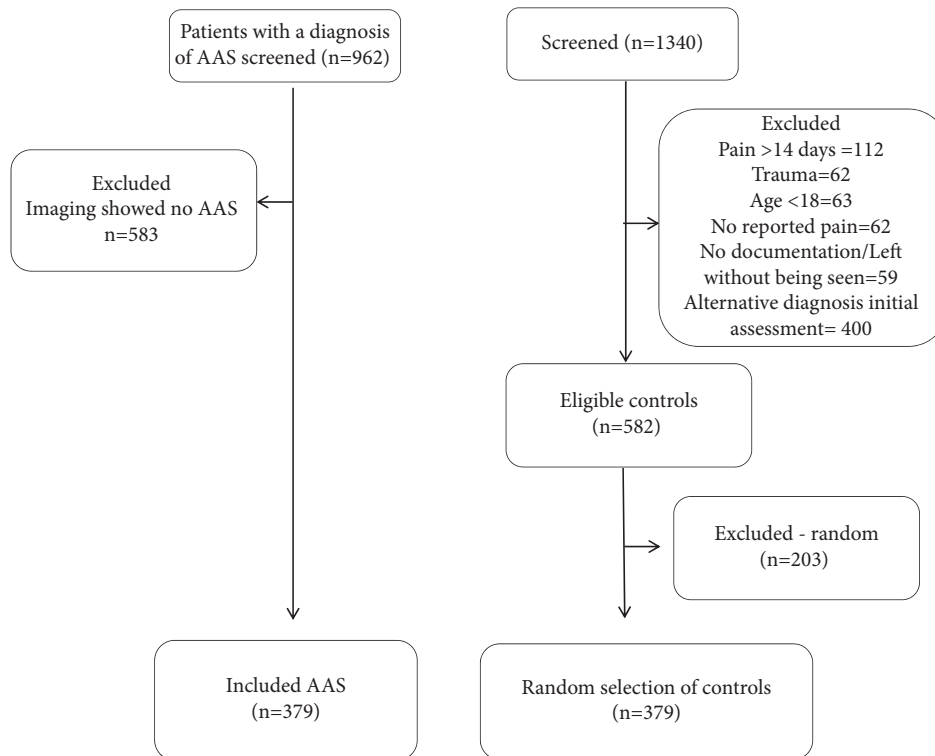 Patients with a diagnosis
of AAS screened (n=962)
Screened (n=1340)
Excluded
Imaging showed no AAS
n=583
Excluded
Pain >14 days =112
Trauma=62
Age <18=63
No reported pain=62
No documentation/Left
without being seen=59
Alternative diagnosis initial
assessment= 400
Eligible controls
(n=582)
Excluded - random
(n=203)
Included AAS
(n=379)
Random selection of controls
(n=379)